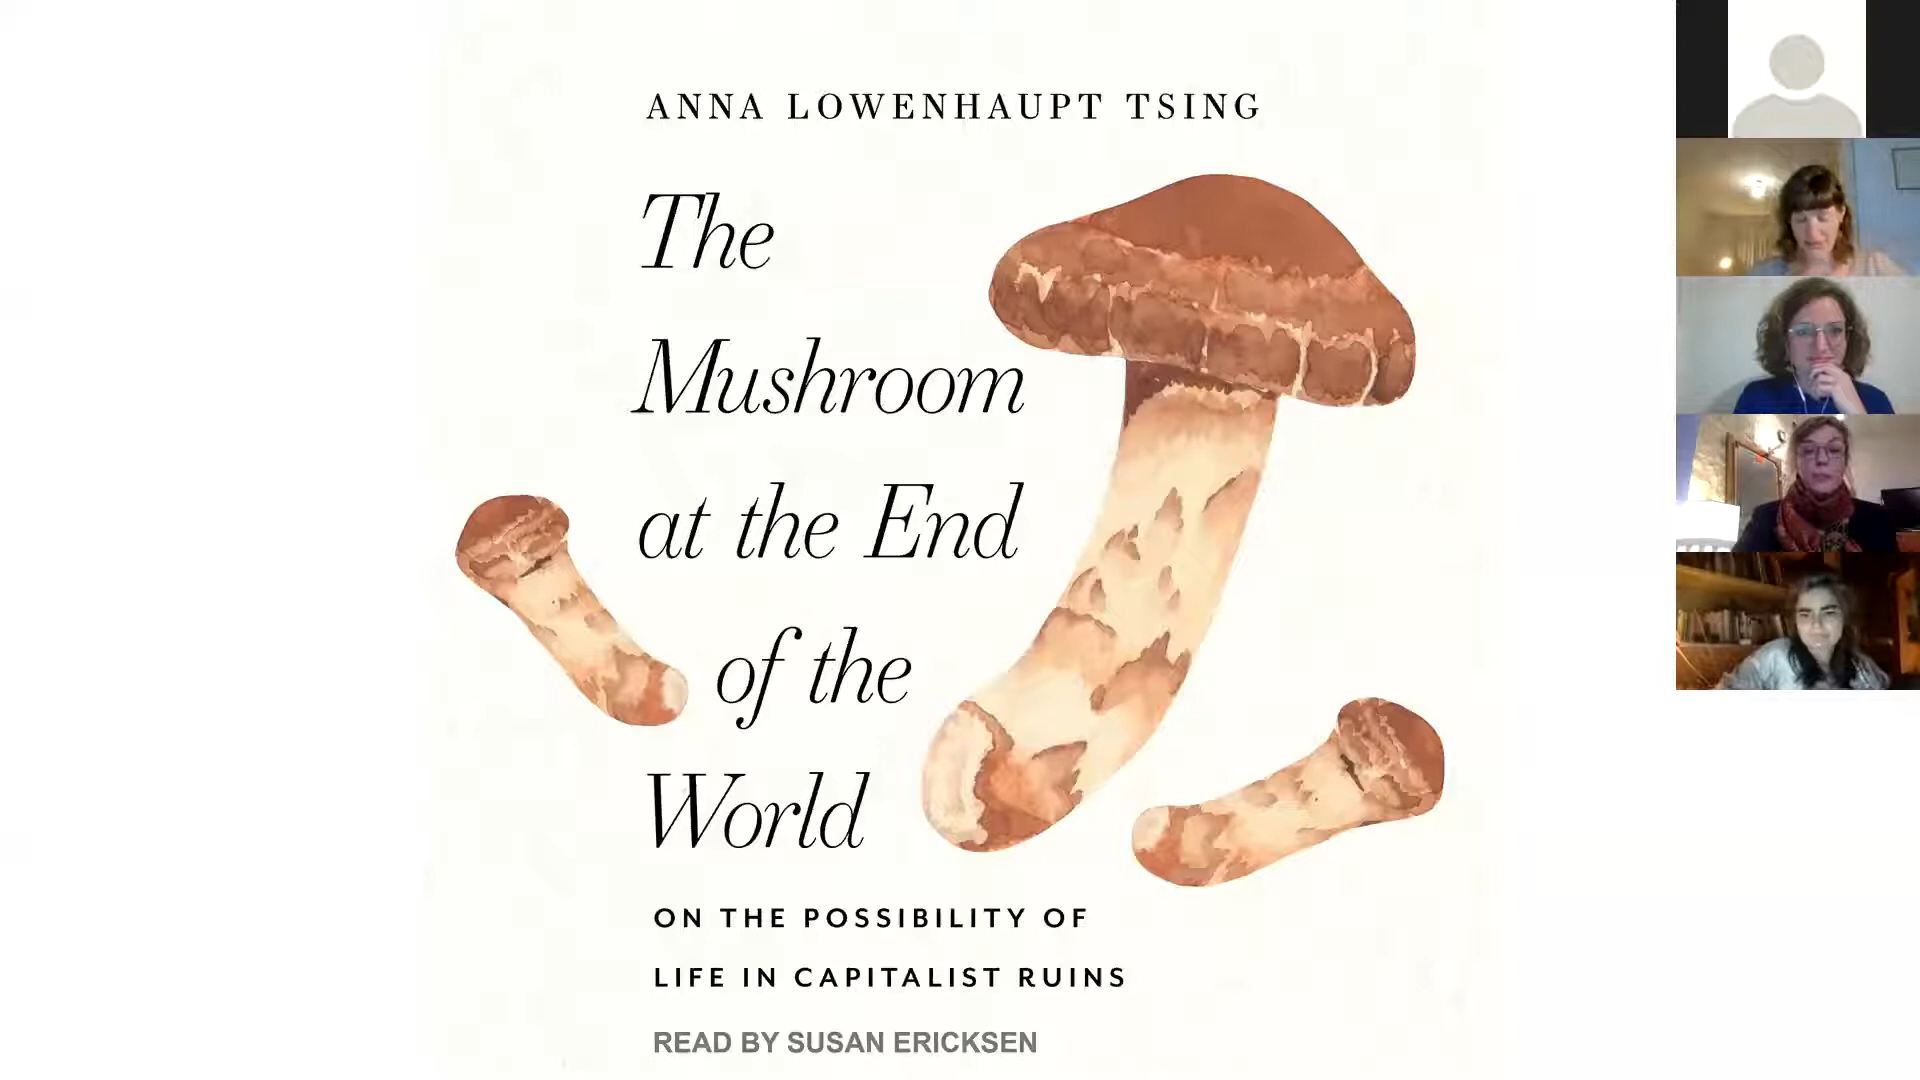 ANNA LOWENHAUPT TSING
The
Mushroom
at the End
of the
World
ON THE POSSIBILITY OF
LIFE IN CAPITALIST RUINS
READ BY SUSAN ERICKSEN